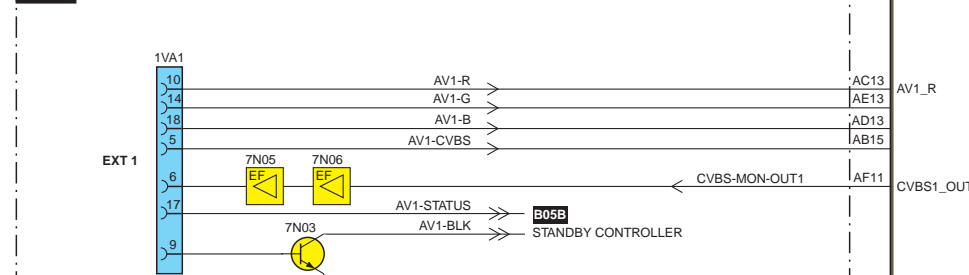 1VA1
10 AV1-R AC13 AV1_R
14 AV1-G AE13
18 AV1-B AD13
5 AV1-CVBS AB15
EXT 1
7N05 7N06
EF EF
6 CVBS-MON-OUT1 AF11 CVBS1_OUT
17 AV1-STATUS B05B
7N03 AV1-BLK STANDBY CONTROLLER
9